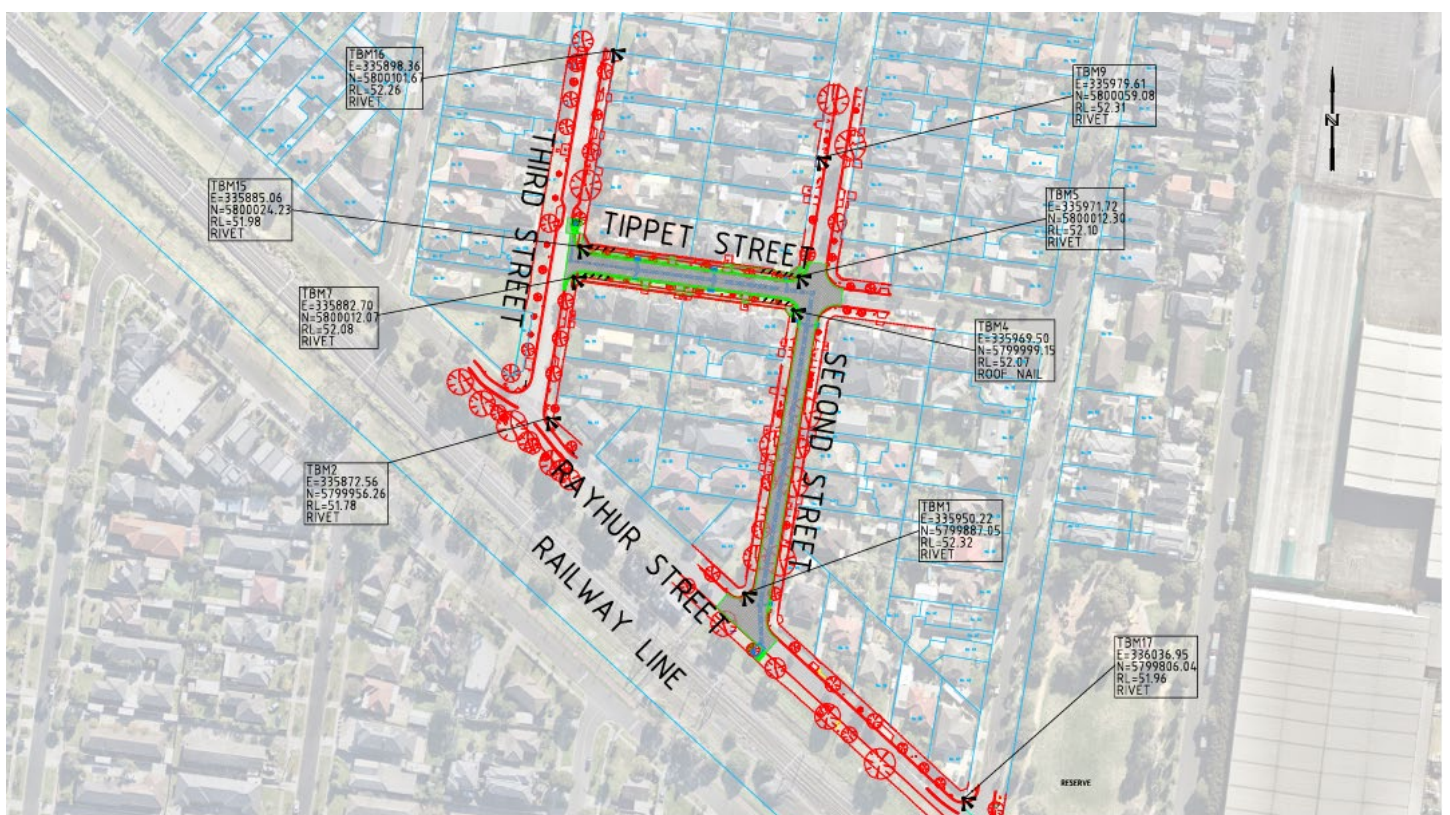 TBM16
E=335898.36
N=5800101.67
RL=52.26
RIVET
TBM9
E=335979.61
N=5800059.08
RL=52.31
RIVET
N
THIRD STREET
TBM15
E=335885.06
N=5800024.23
RL=51.98
RIVET
TIPPET STREET
TBM5
E=335971.72
N=5800012.30
RL=52.10
RIVET
TBM7
E=335882.70
N=5800012.07
RL=52.08
RIVET
TBM4
E=335969.50
N=5799999.15
RL=52.07
ROOF NAIL
SECOND STREET
TBM2
E=335872.56
N=5799956.26
RL=51.78
RIVET
RAYHUR STREET
TBM1
E=335950.22
N=5799887.05
RL=52.32
RIVET
RAILWAY LINE
TBM17
E=336036.95
N=5799806.04
RL=51.96
RIVET
RESERVE